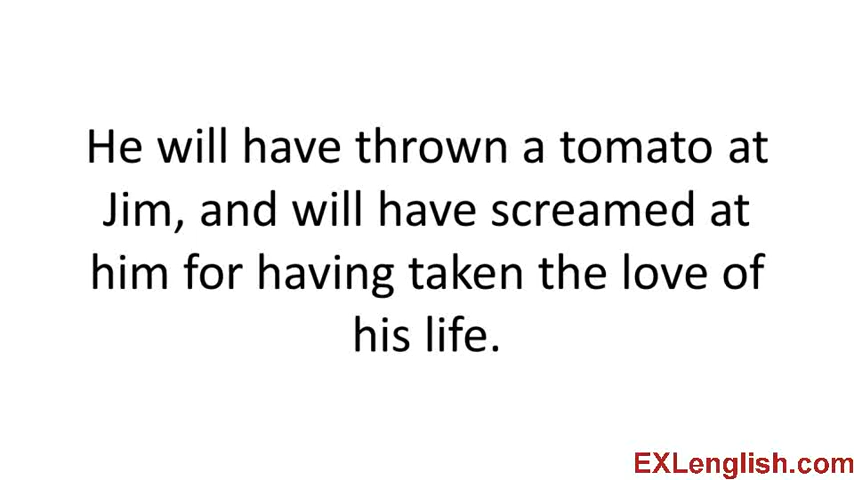 He will have thrown a tomato at
Jim, and will have screamed at
him for having taken the love of
his life.
EXLenglish.com